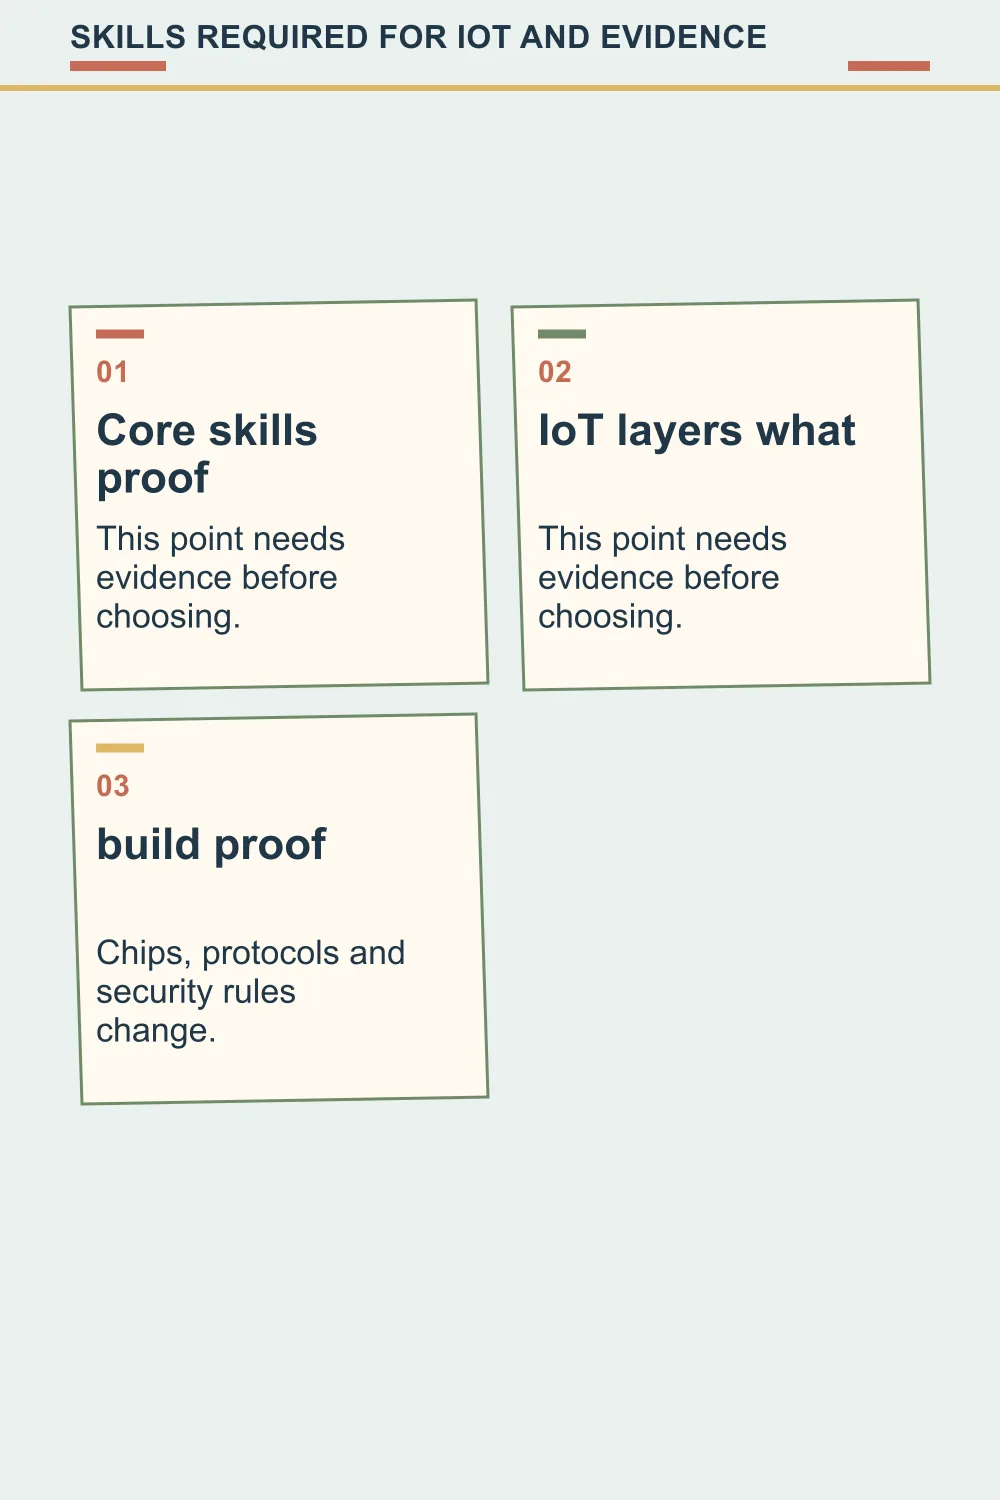 SKILLS REQUIRED FOR IOT AND EVIDENCE
01
Core skills
proof
This point needs
evidence before
choosing.
02
IoT layers what
This point needs
evidence before
choosing.
03
build proof
Chips, protocols and
security rules
change.